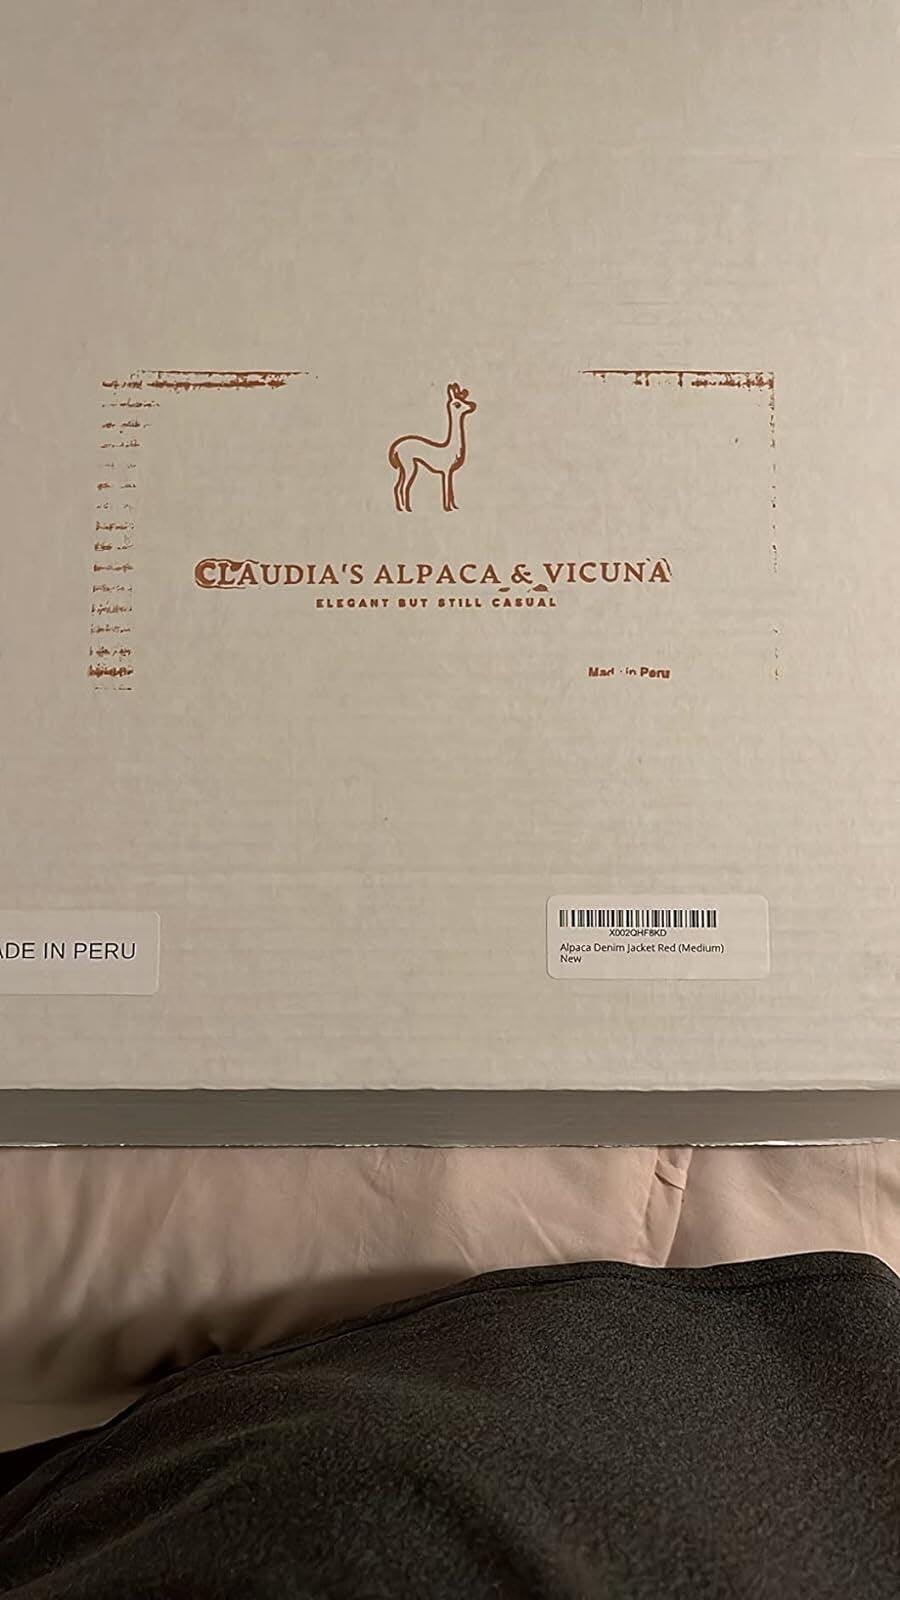 CLAUDIA'S ALPACA & VICUNA
ELEGANT BUT STILL CASUAL
Mad in Peru
ADE IN PERU
X002QHF8KD
Alpaca Denim Jacket Red (Medium)
New